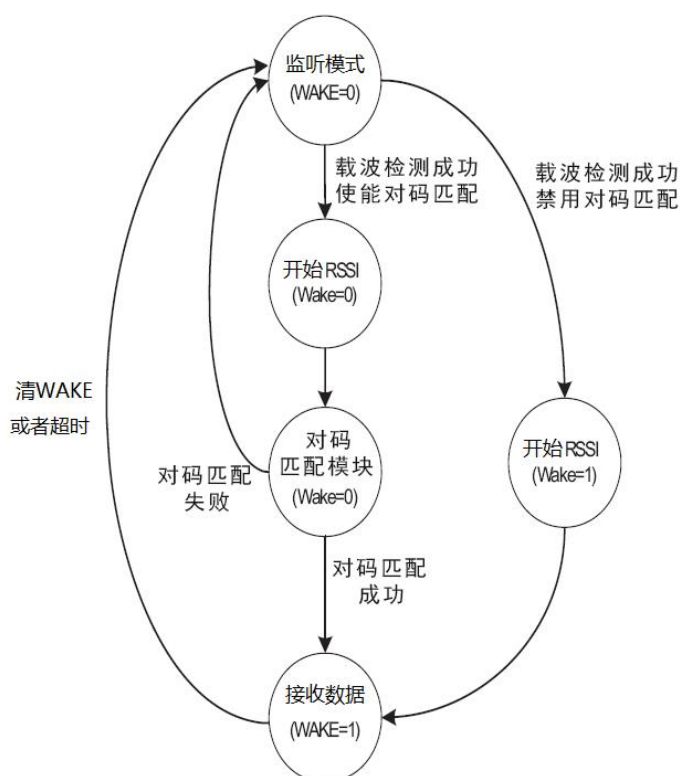 监听模式
(WAKE=0)
载波检测成功
使能对码匹配
载波检测成功
禁用对码匹配
开始RSSI
(Wake=0)
清WAKE
或者超时
对码
匹配模块
(Wake=0)
开始RSSI
(Wake=1)
对码匹配
失败
对码匹配
成功
接收数据
(WAKE=1)